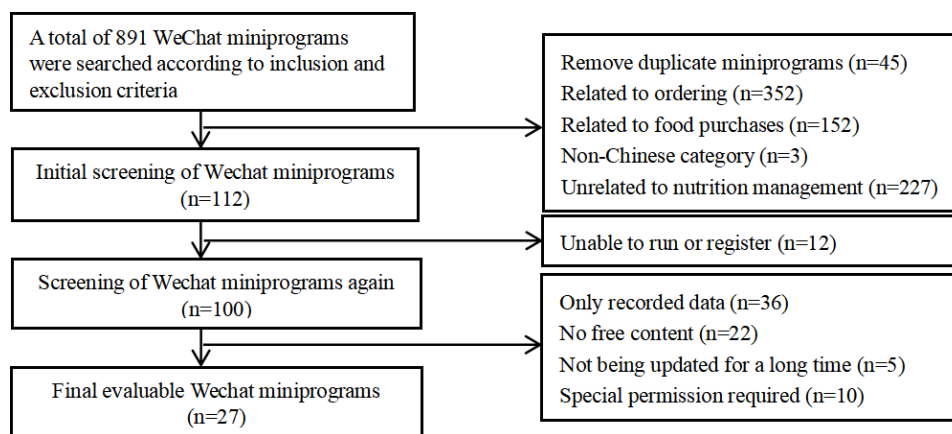 A total of 891 WeChat miniprograms
were searched according to inclusion and
exclusion criteria
Remove duplicate miniprograms (n=45)
Related to ordering (n=352)
Related to food purchases (n=152)
Non-Chinese category (n=3)
Unrelated to nutrition management (n=227)
Initial screening of Wechat miniprograms
(n=112)
Unable to run or register (n=12)
Screening of Wechat miniprograms again
(n=100)
Only recorded data (n=36)
No free content (n=22)
Not being updated for a long time (n=5)
Special permission required (n=10)
Final evaluable Wechat miniprograms
(n=27)